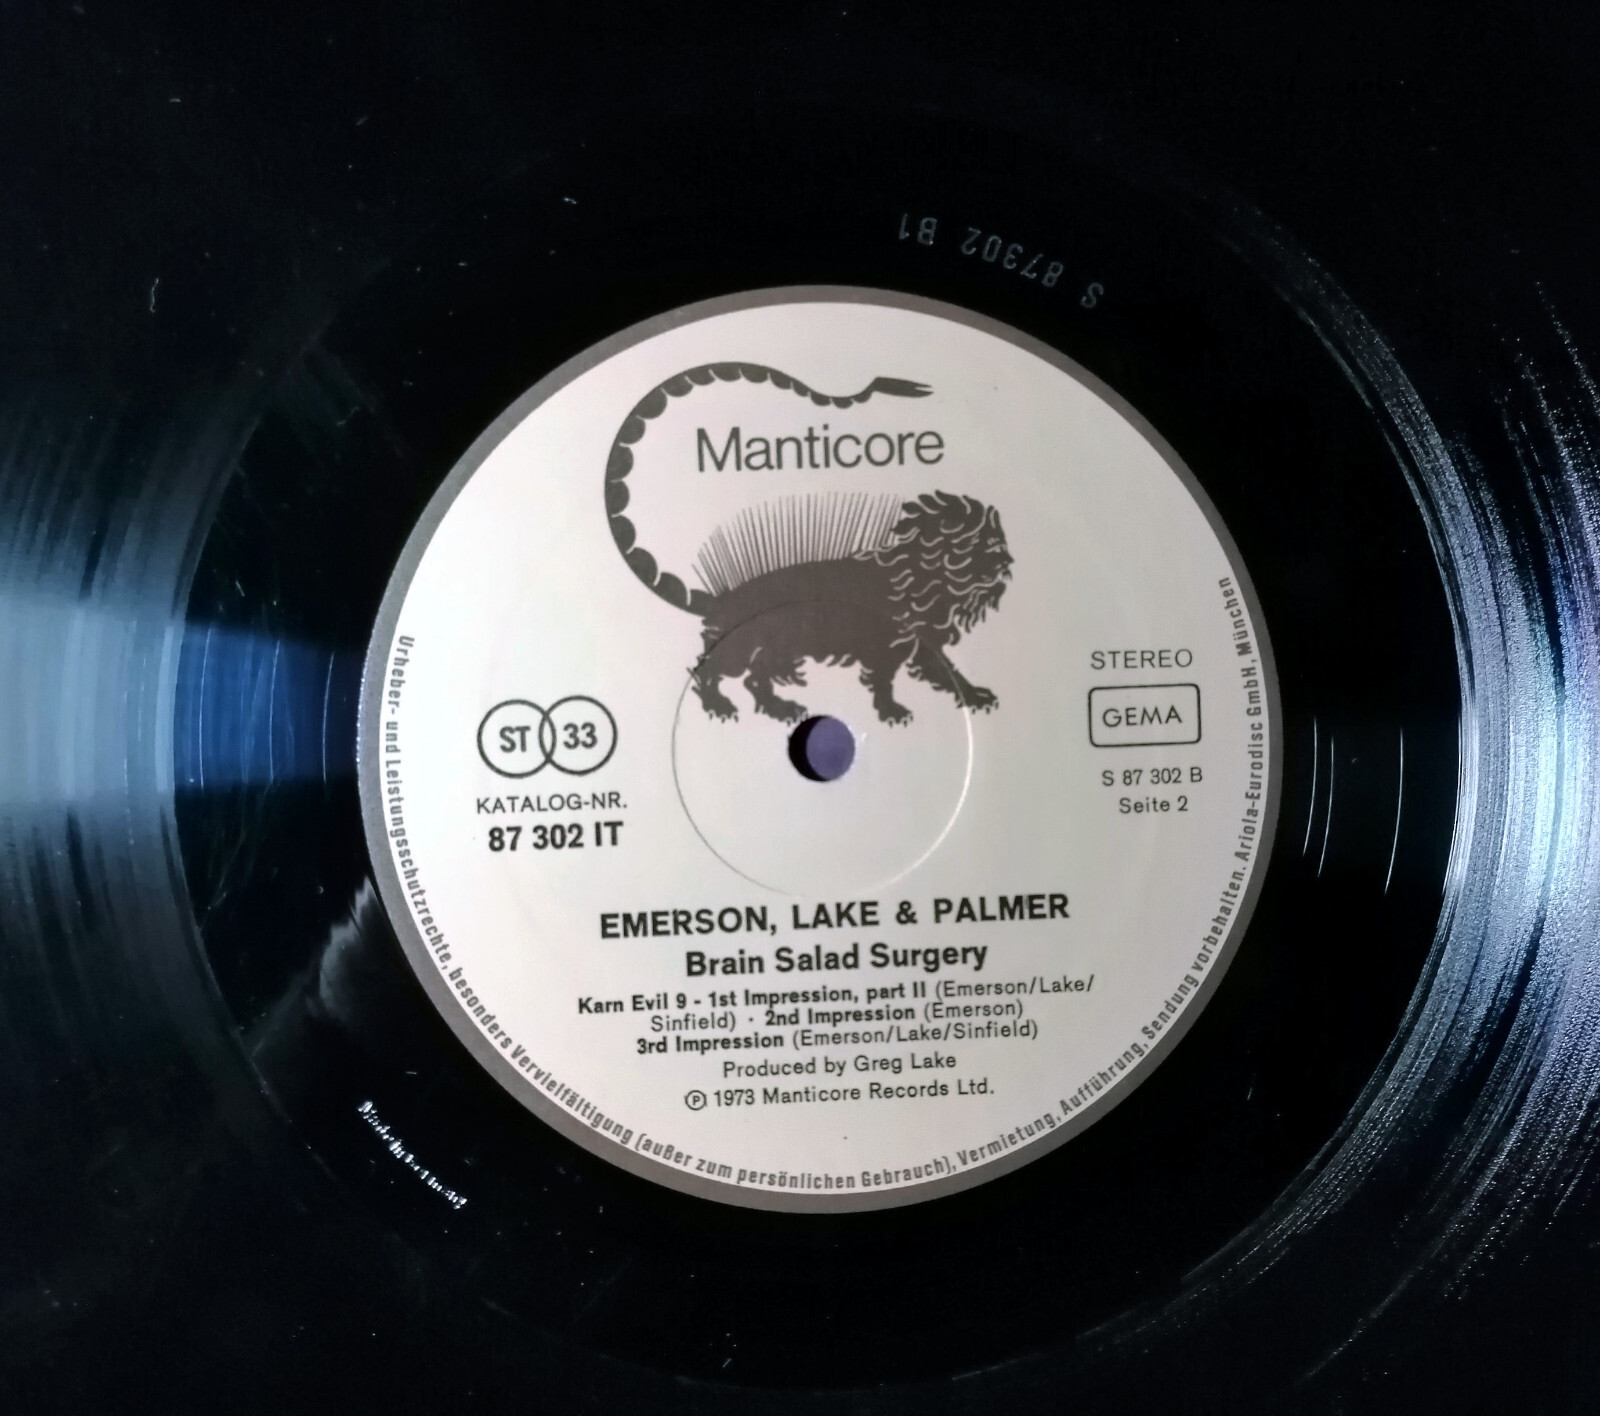 S 87302 B1
Manticore
ST 33
KATALOG-NR.
87 302 IT
STEREO
GEMA
S 87 302 B
Seite 2
EMERSON, LAKE & PALMER
Brain Salad Surgery
Karn Evil 9 - 1st Impression, part II (Emerson/Lake/
Sinfield) · 2nd Impression (Emerson)
3rd Impression (Emerson/Lake/Sinfield)
Produced by Greg Lake
Ⓟ 1973 Manticore Records Ltd.
Urheber- und Leistungsschutzrechte, besonders Vervielfältigung (außer zum persönlichen Gebrauch), Vermietung, Aufführung, Sendung vorbehalten. Ariola-Eurodisc GmbH, München